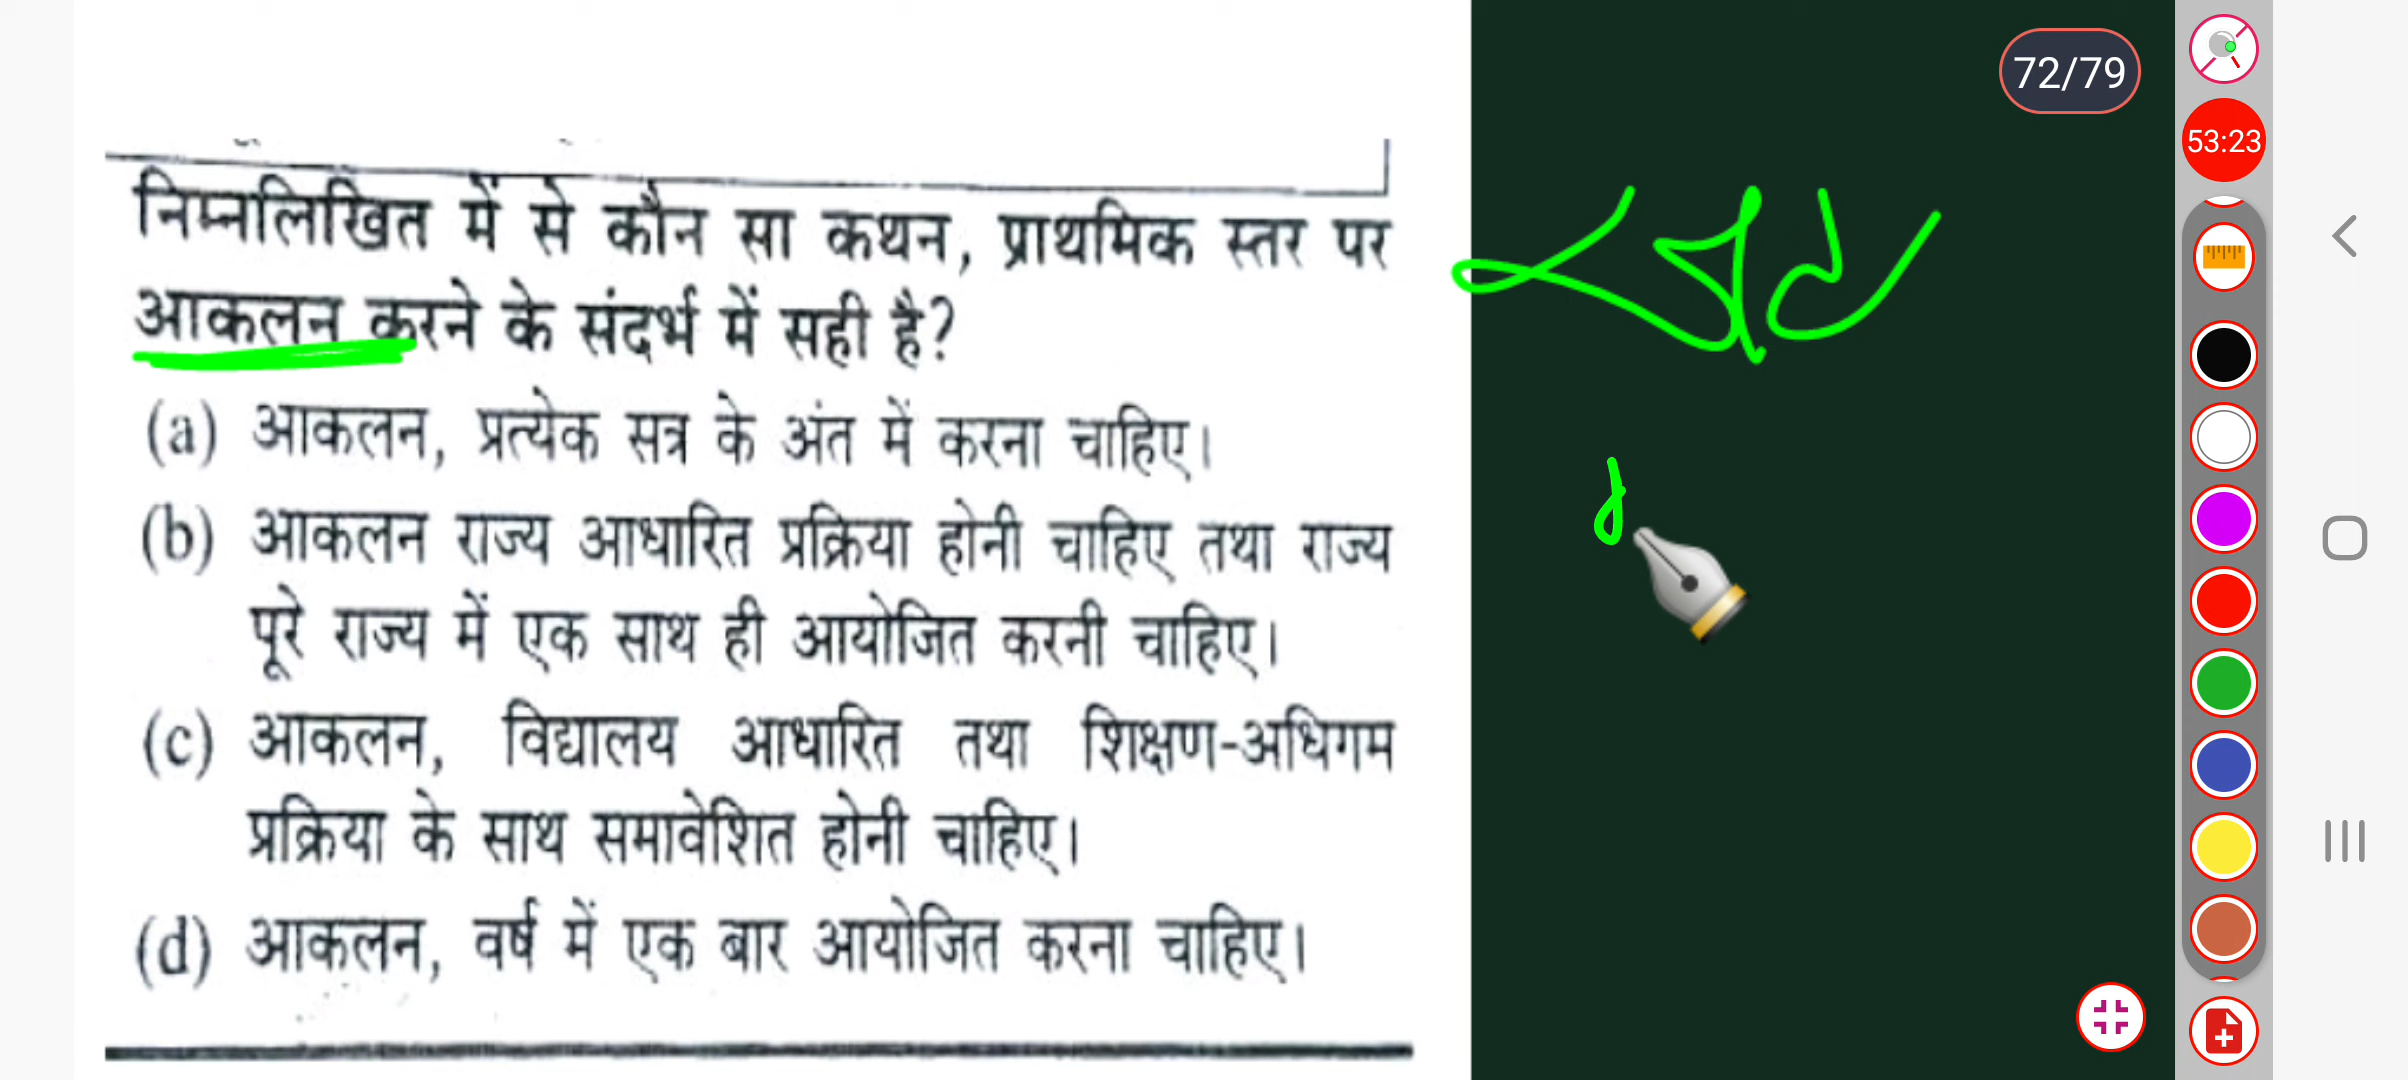 72/79
53:23
निम्नलिखित में से कौन सा कथन, प्राथमिक स्तर पर
आकलन करने के संदर्भ में सही है?
(a) आकलन, प्रत्येक सत्र के अंत में करना चाहिए।
(b) आकलन राज्य आधारित प्रक्रिया होनी चाहिए तथा राज्य
पूरे राज्य में एक साथ ही आयोजित करनी चाहिए।
(c) आकलन, विद्यालय आधारित तथा शिक्षण-अधिगम
प्रक्रिया के साथ समावेशित होनी चाहिए।
(d) आकलन, वर्ष में एक बार आयोजित करना चाहिए।